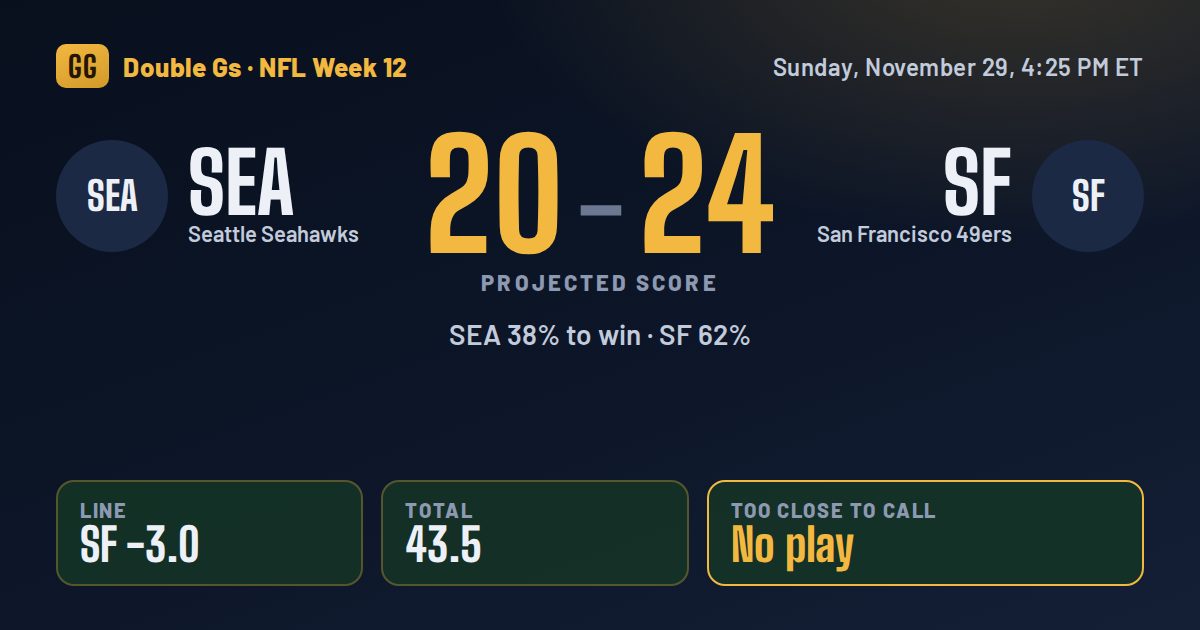 GG Double Gs · NFL Week 12
Sunday, November 29, 4:25 PM ET
SEA
SEA
Seattle Seahawks
20 – 24
PROJECTED SCORE
SEA 38% to win · SF 62%
SF
San Francisco 49ers
SF
LINE
SF -3.0
TOTAL
43.5
TOO CLOSE TO CALL
No play